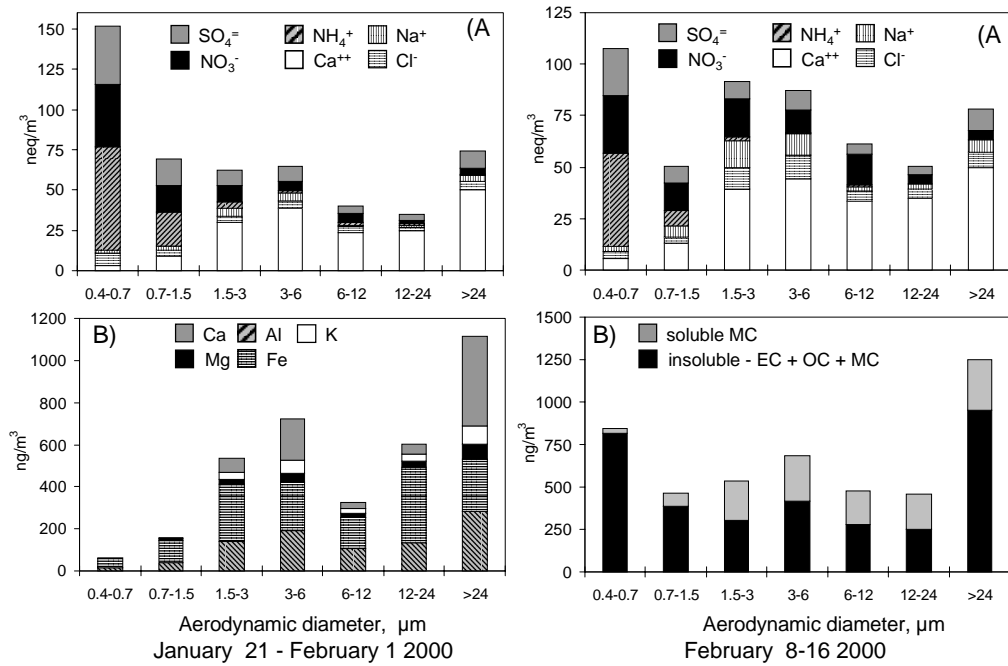 (A
SO₄⁼ NH₄⁺ Na⁺
NO₃⁻ Ca⁺⁺ Cl⁻
150
125
100
75
50
25
0
neq/m³
0.4-0.7 0.7-1.5 1.5-3 3-6 6-12 12-24 >24
(A
SO₄⁼ NH₄⁺ Na⁺
NO₃⁻ Ca⁺⁺ Cl⁻
125
100
75
50
25
0
neq/m³
0.4-0.7 0.7-1.5 1.5-3 3-6 6-12 12-24 >24
B)
Ca Al K
Mg Fe
1200
1000
800
600
400
200
0
ng/m³
0.4-0.7 0.7-1.5 1.5-3 3-6 6-12 12-24 >24
Aerodynamic diameter, µm
January 21 - February 1 2000
B)
soluble MC
insoluble - EC + OC + MC
1500
1250
1000
750
500
250
0
ng/m³
0.4-0.7 0.7-1.5 1.5-3 3-6 6-12 12-24 >24
Aerodynamic diameter, µm
February 8-16 2000